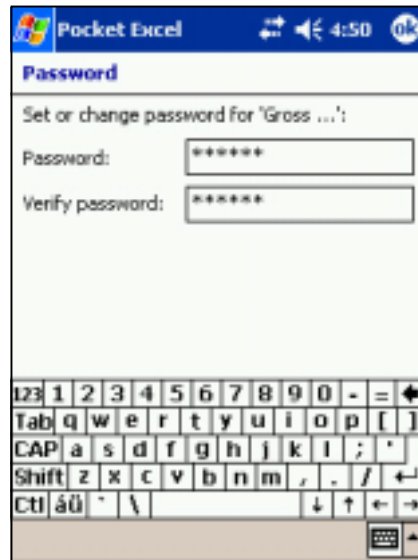 Pocket Excel 4:50 ok
Password
Set or change password for 'Gross ...':
Password: ******
Verify password: ******
123 1 2 3 4 5 6 7 8 9 0 - = ←
Tab q w e r t y u i o p [ ]
CAP a s d f g h j k l ; '
Shift z x c v b n m , . / ↵
Ctl áü ` \ ↓ ↑ ← →